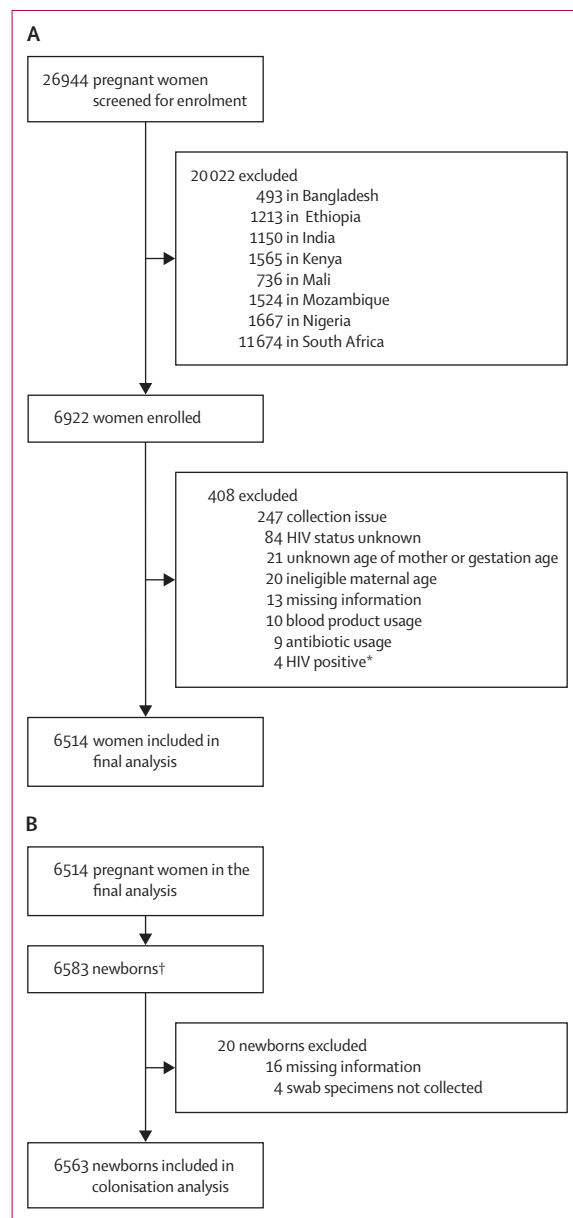 A
26944 pregnant women
screened for enrolment
20 022 excluded
493 in Bangladesh
1213 in Ethiopia
1150 in India
1565 in Kenya
736 in Mali
1524 in Mozambique
1667 in Nigeria
11 674 in South Africa
6922 women enrolled
408 excluded
247 collection issue
84 HIV status unknown
21 unknown age of mother or gestation age
20 ineligible maternal age
13 missing information
10 blood product usage
9 antibiotic usage
4 HIV positive*
6514 women included in
final analysis
B
6514 pregnant women in the
final analysis
6583 newborns†
20 newborns excluded
16 missing information
4 swab specimens not collected
6563 newborns included in
colonisation analysis